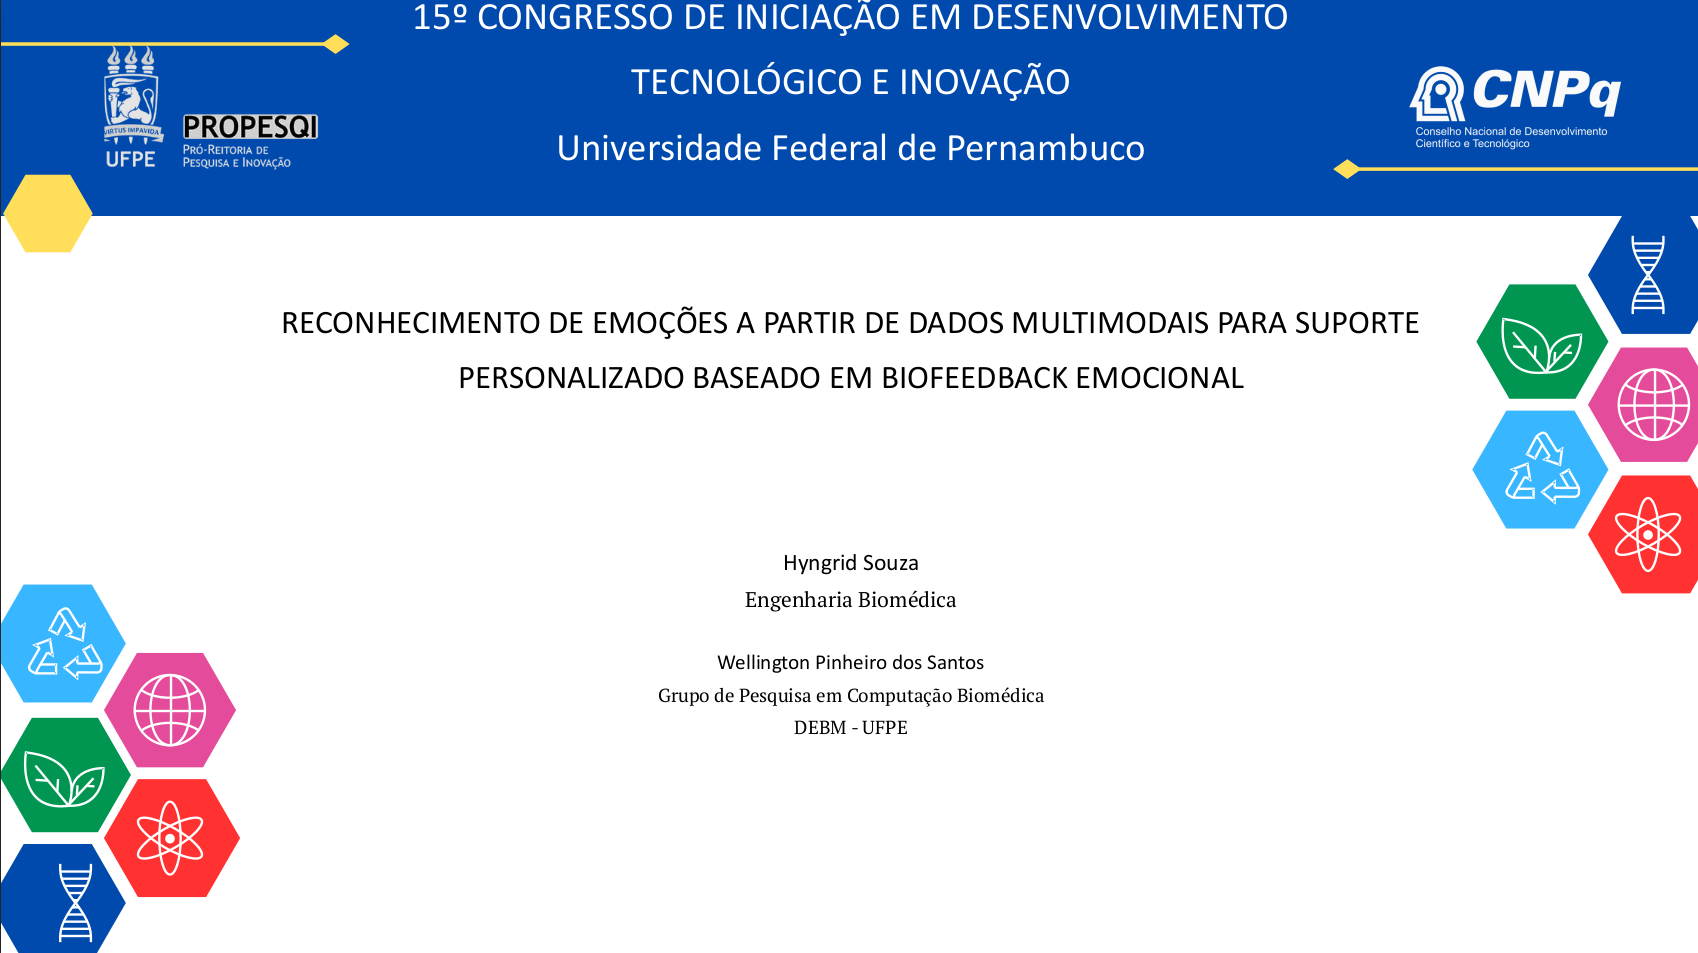 15º CONGRESSO DE INICIAÇÃO EM DESENVOLVIMENTO
TECNOLÓGICO E INOVAÇÃO
Universidade Federal de Pernambuco
VIRTUS IMPAVIDA
UFPE
PROPESQI
PRÓ-REITORIA DE
PESQUISA E INOVAÇÃO
CNPq
Conselho Nacional de Desenvolvimento
Científico e Tecnológico
RECONHECIMENTO DE EMOÇÕES A PARTIR DE DADOS MULTIMODAIS PARA SUPORTE
PERSONALIZADO BASEADO EM BIOFEEDBACK EMOCIONAL
Hyngrid Souza
Engenharia Biomédica
Wellington Pinheiro dos Santos
Grupo de Pesquisa em Computação Biomédica
DEBM - UFPE